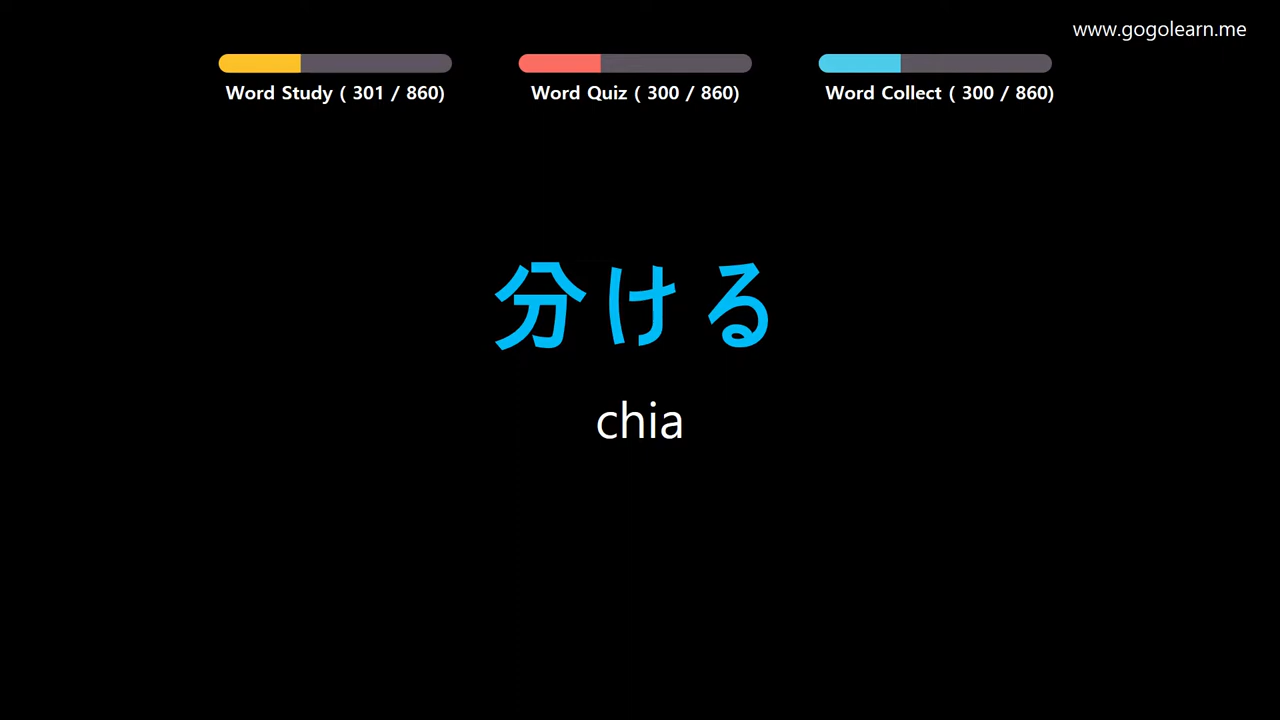 www.gogolearn.me
Word Study ( 301 / 860)
Word Quiz ( 300 / 860)
Word Collect ( 300 / 860)
分ける
chia